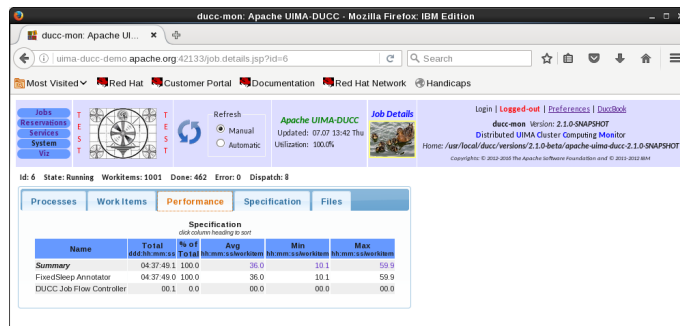 ducc-mon: Apache UIMA-DUCC - Mozilla Firefox: IBM Edition
ducc-mon: Apache UI...
uima-ducc-demo.apache.org:42133/job.details.jsp?id=6
Search
Most Visited
Red Hat
Customer Portal
Documentation
Red Hat Network
Handicaps
Jobs
Reservations
Services
System
Viz
T
E
S
T
T
E
S
T
Refresh
Manual
Automatic
Apache UIMA-DUCC
Updated: 07.07 13:42 Thu
Utilization: 100.0%
Job Details
Login | Logged-out | Preferences | DuccBook
ducc-mon Version: 2.1.0-SNAPSHOT
Distributed UIMA Cluster Computing Monitor
Home: /usr/local/ducc/versions/2.1.0-beta/apache-uima-ducc-2.1.0-SNAPSHOT
Copyrights: © 2012-2016 The Apache Software Foundation and © 2011-2012 IBM
Id: 6 State: Running Workitems: 1001 Done: 462 Error: 0 Dispatch: 8
Processes Work Items Performance Specification Files
Specification
click column heading to sort
Name Total ddd:hh:mm:ss % of Total Avg hh:mm:ss/workitem Min hh:mm:ss/workitem Max hh:mm:ss/workitem
Summary 04:37:49.1 100.0 36.0 10.1 59.9
FixedSleep Annotator 04:37:49.0 100.0 36.0 10.1 59.9
DUCC Job Flow Controller 00.1 0.0 00.0 00.0 00.0